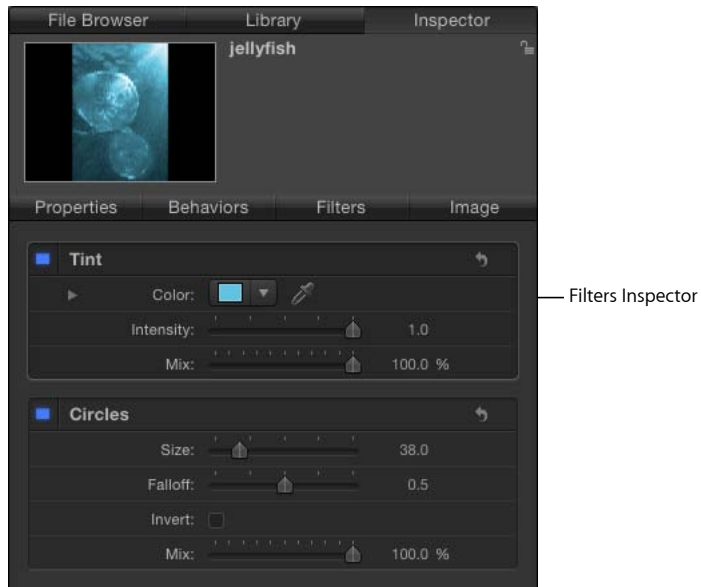 File Browser Library Inspector
jellyfish
Properties Behaviors Filters Image
Tint
Color:
Intensity: 1.0
Mix: 100.0 %
Filters Inspector
Circles
Size: 38.0
Falloff: 0.5
Invert:
Mix: 100.0 %